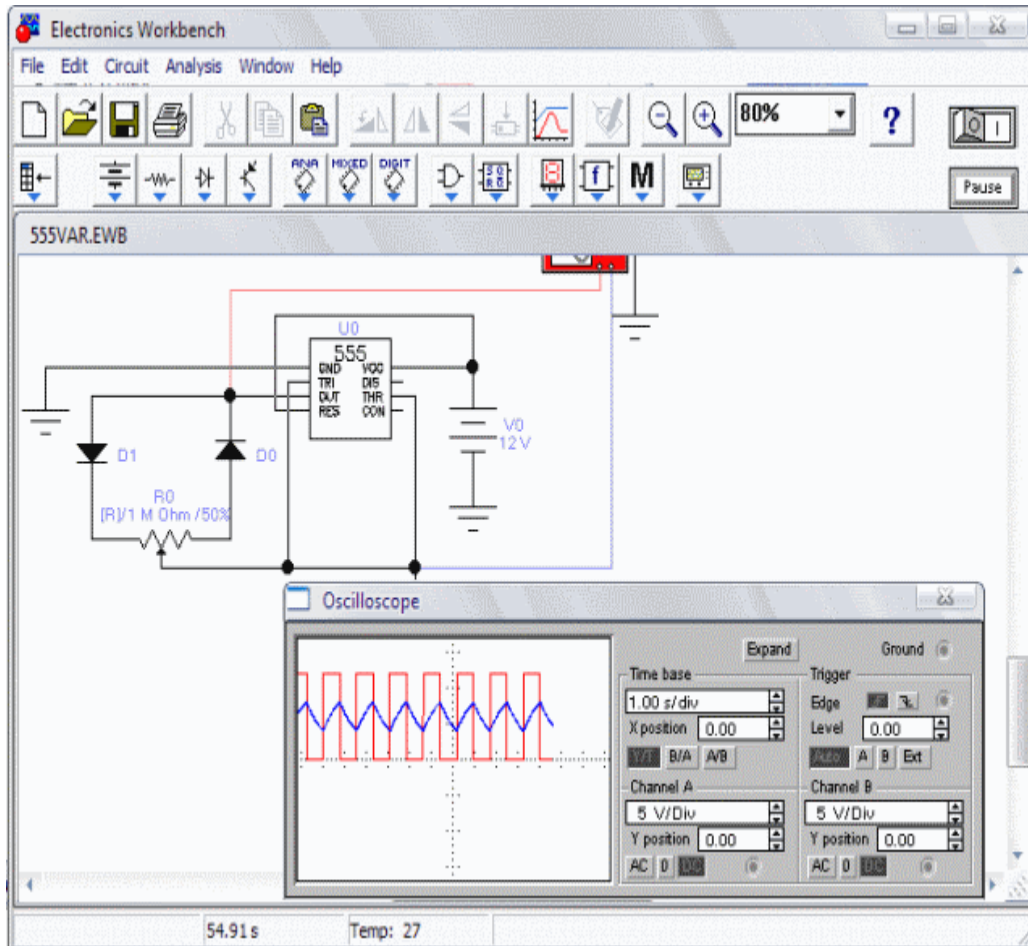 Electronics Workbench
File Edit Circuit Analysis Window Help
80%
?
ANA MIXED DIGIT
f M
Pause
555VAR.EWB
U0
555
GND VCC
TRI DIS
OUT THR
RES CON
V0
12 V
D1 D0
R0
[R]/1 M Ohm /50%
Oscilloscope
Expand Ground
Time base Trigger
1.00 s/div Edge
X position 0.00 Level 0.00
Y/T B/A A/B Auto A B Ext
Channel A Channel B
5 V/Div 5 V/Div
Y position 0.00 Y position 0.00
AC 0 DC AC 0 DC
54.91 s Temp: 27